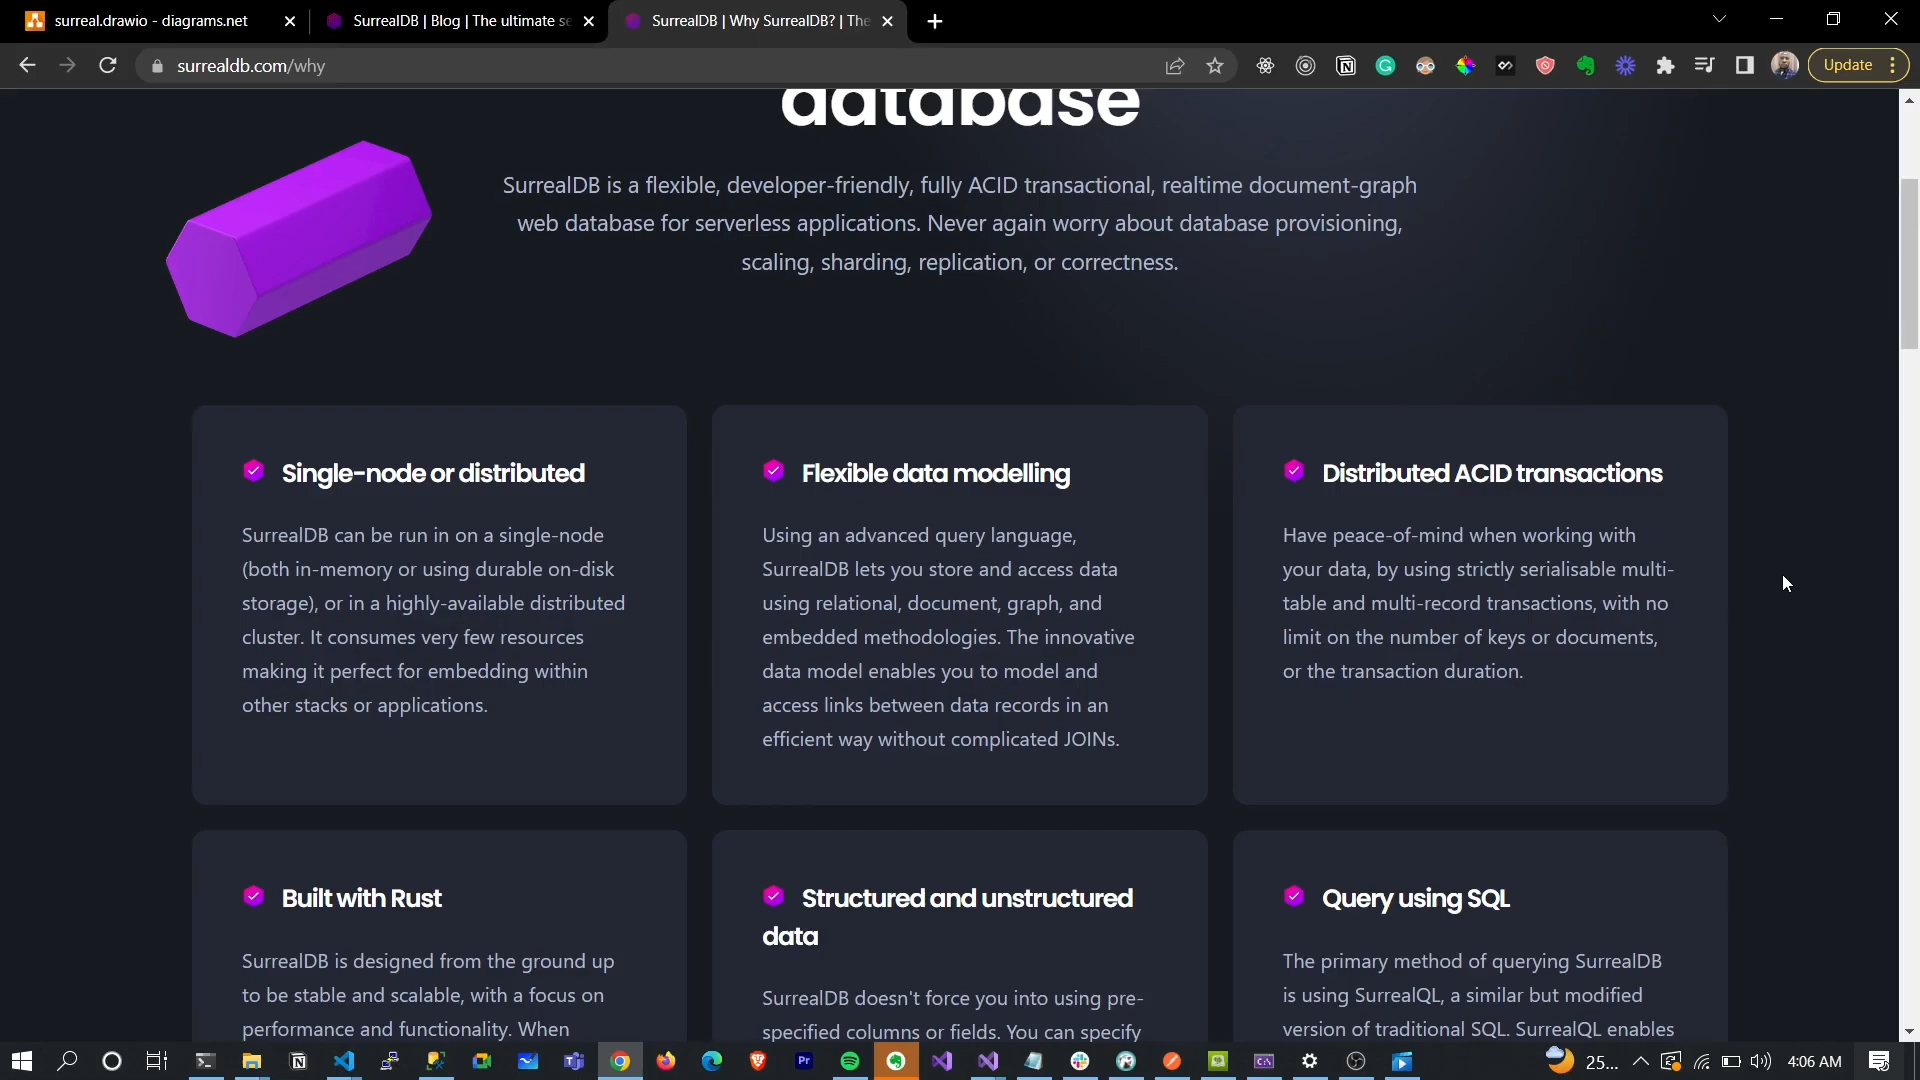 surreal.drawio - diagrams.net
SurrealDB | Blog | The ultimate se
SurrealDB | Why SurrealDB? | The
surrealdb.com/why
Update
database
SurrealDB is a flexible, developer-friendly, fully ACID transactional, realtime document-graph
web database for serverless applications. Never again worry about database provisioning,
scaling, sharding, replication, or correctness.
Single-node or distributed
SurrealDB can be run in on a single-node
(both in-memory or using durable on-disk
storage), or in a highly-available distributed
cluster. It consumes very few resources
making it perfect for embedding within
other stacks or applications.
Flexible data modelling
Using an advanced query language,
SurrealDB lets you store and access data
using relational, document, graph, and
embedded methodologies. The innovative
data model enables you to model and
access links between data records in an
efficient way without complicated JOINs.
Distributed ACID transactions
Have peace-of-mind when working with
your data, by using strictly serialisable multi-
table and multi-record transactions, with no
limit on the number of keys or documents,
or the transaction duration.
Built with Rust
SurrealDB is designed from the ground up
to be stable and scalable, with a focus on
performance and functionality. When
Structured and unstructured
data
SurrealDB doesn't force you into using pre-
specified columns or fields. You can specify
Query using SQL
The primary method of querying SurrealDB
is using SurrealQL, a similar but modified
version of traditional SQL. SurrealQL enables
Pr
25...
4:06 AM